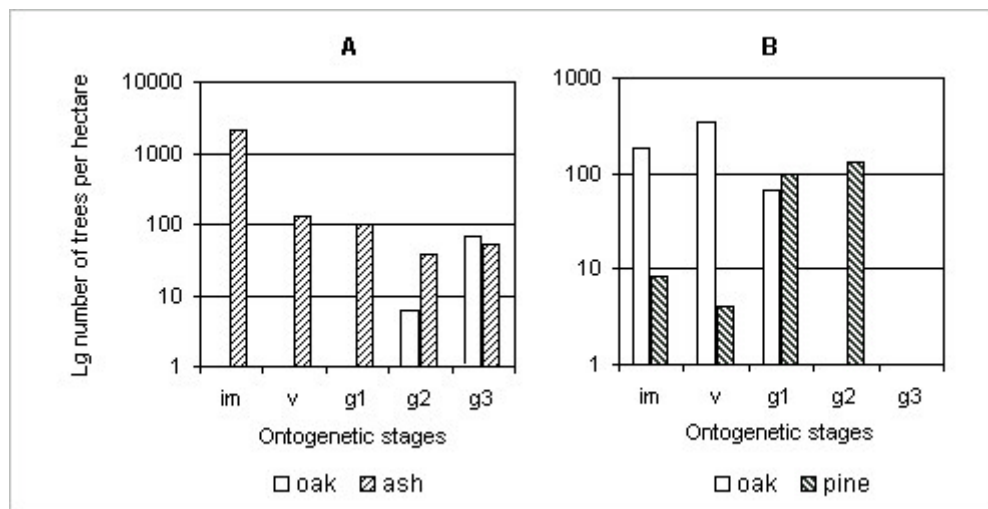 A
Lg number of trees per hectare
10000
1000
100
10
1
im v g1 g2 g3
Ontogenetic stages
oak ash
B
1000
100
10
1
im v g1 g2 g3
Ontogenetic stages
oak pine